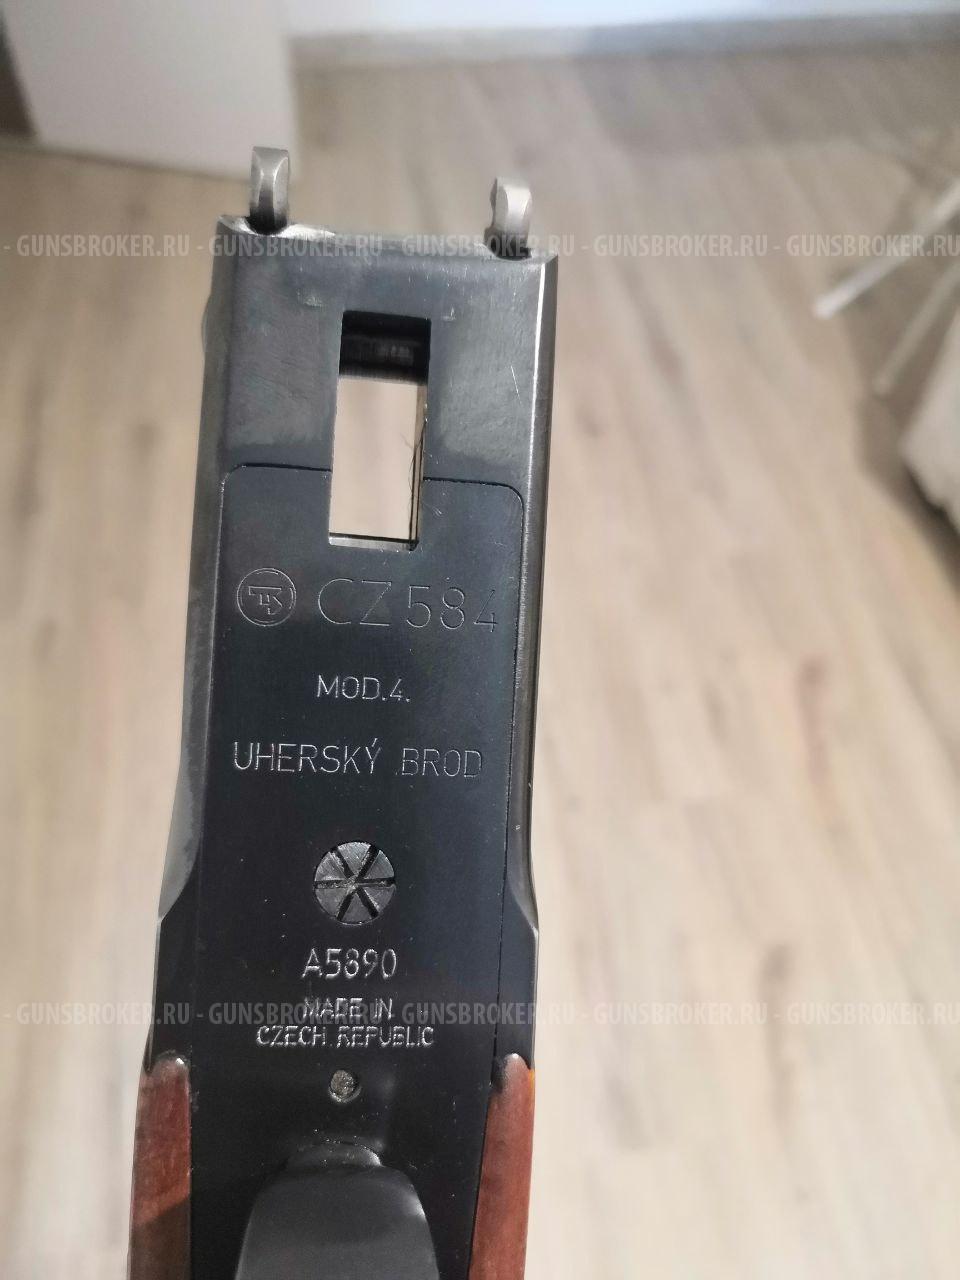 - GUNSBROKER.RU - GUNSBROKER.RU - GUNSBROKER.RU - GUNSBROKER.RU - GUNSBROKER.RU
CZ 584
MOD.4.
UHERSKÝ BROD
A5890
MADE IN
- GUNSBROKER.RU - GUNSBROKER.RU - GUNSBROKER.RU - GUNSBROKER.RU - GUNSBROKER.RU
CZECH REPUBLIC